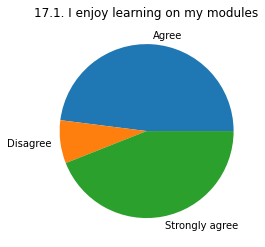 17.1. I enjoy learning on my modules
Agree
Disagree
Strongly agree